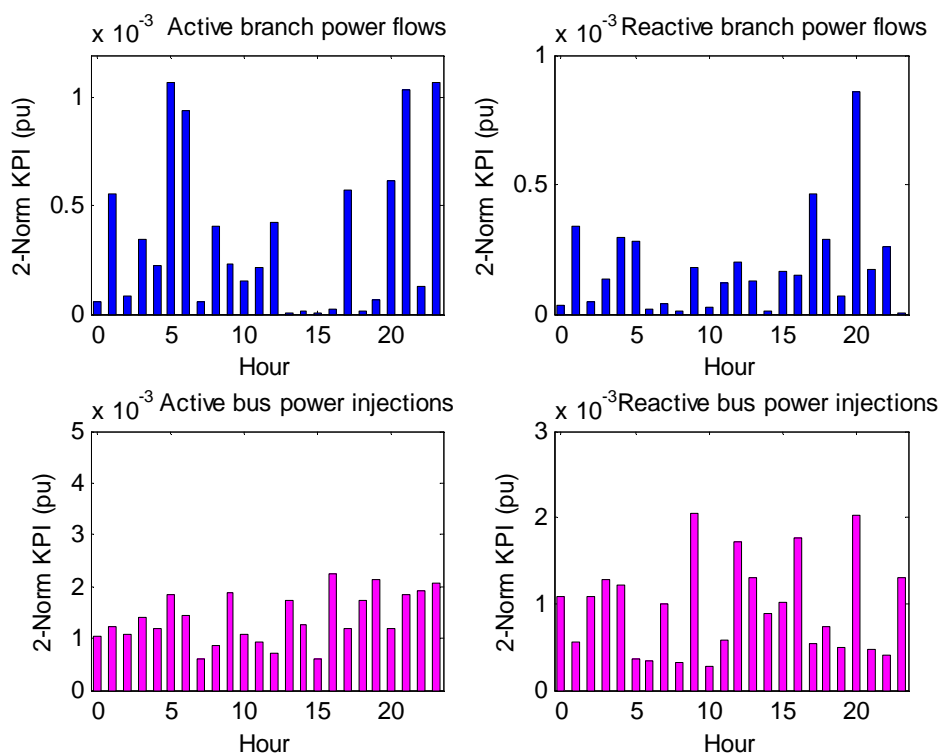 x 10-3 Active branch power flows
1
0.5
0
2-Norm KPI (pu)
0 5 10 15 20
Hour
x 10-3 Reactive branch power flows
1
0.5
0
2-Norm KPI (pu)
0 5 10 15 20
Hour
x 10-3 Active bus power injections
5
4
3
2
1
0
2-Norm KPI (pu)
0 5 10 15 20
Hour
x 10-3 Reactive bus power injections
3
2
1
0
2-Norm KPI (pu)
0 5 10 15 20
Hour